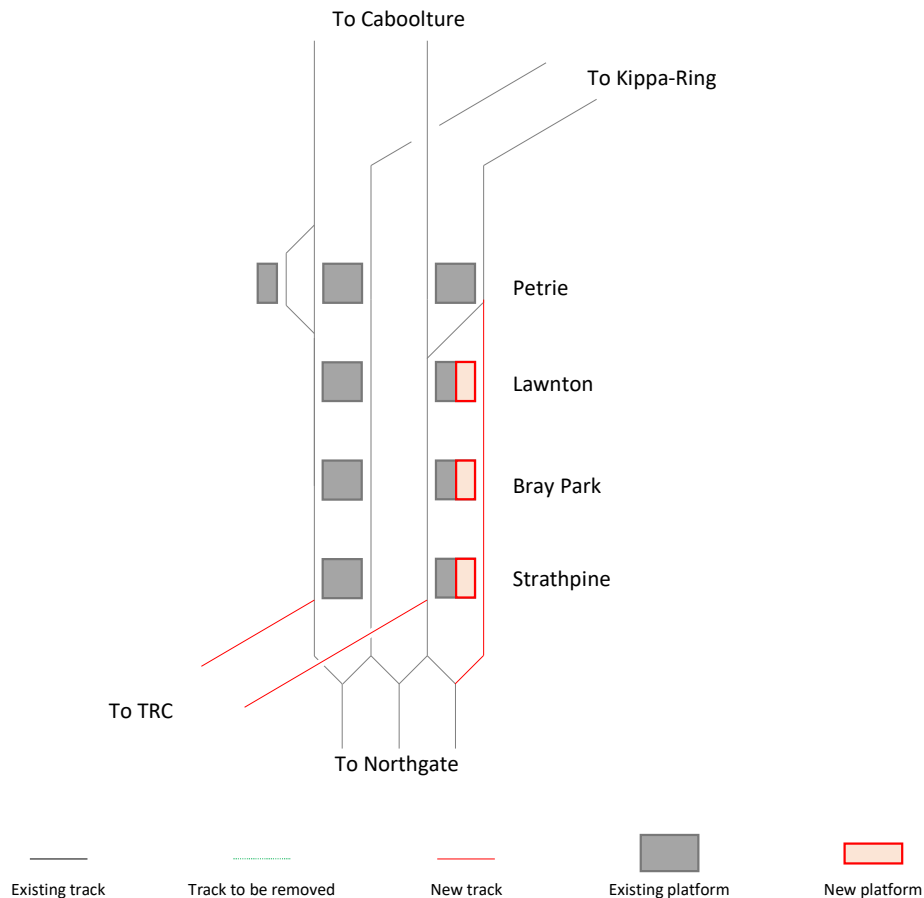 To Caboolture
To Kippa-Ring
Petrie
Lawnton
Bray Park
Strathpine
To TRC
To Northgate
Existing track
Track to be removed
New track
Existing platform
New platform